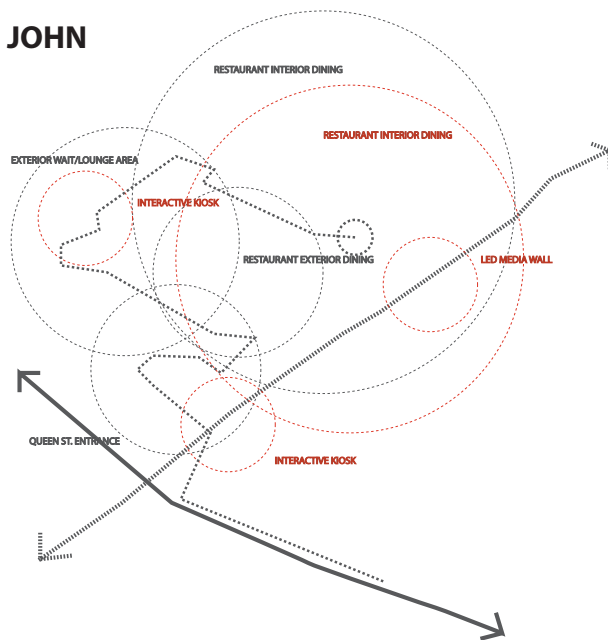 JOHN
RESTAURANT INTERIOR DINING
RESTAURANT INTERIOR DINING
EXTERIOR WAIT/LOUNGE AREA
INTERACTIVE KIOSK
RESTAURANT EXTERIOR DINING
LED MEDIA WALL
QUEEN ST. ENTRANCE
INTERACTIVE KIOSK